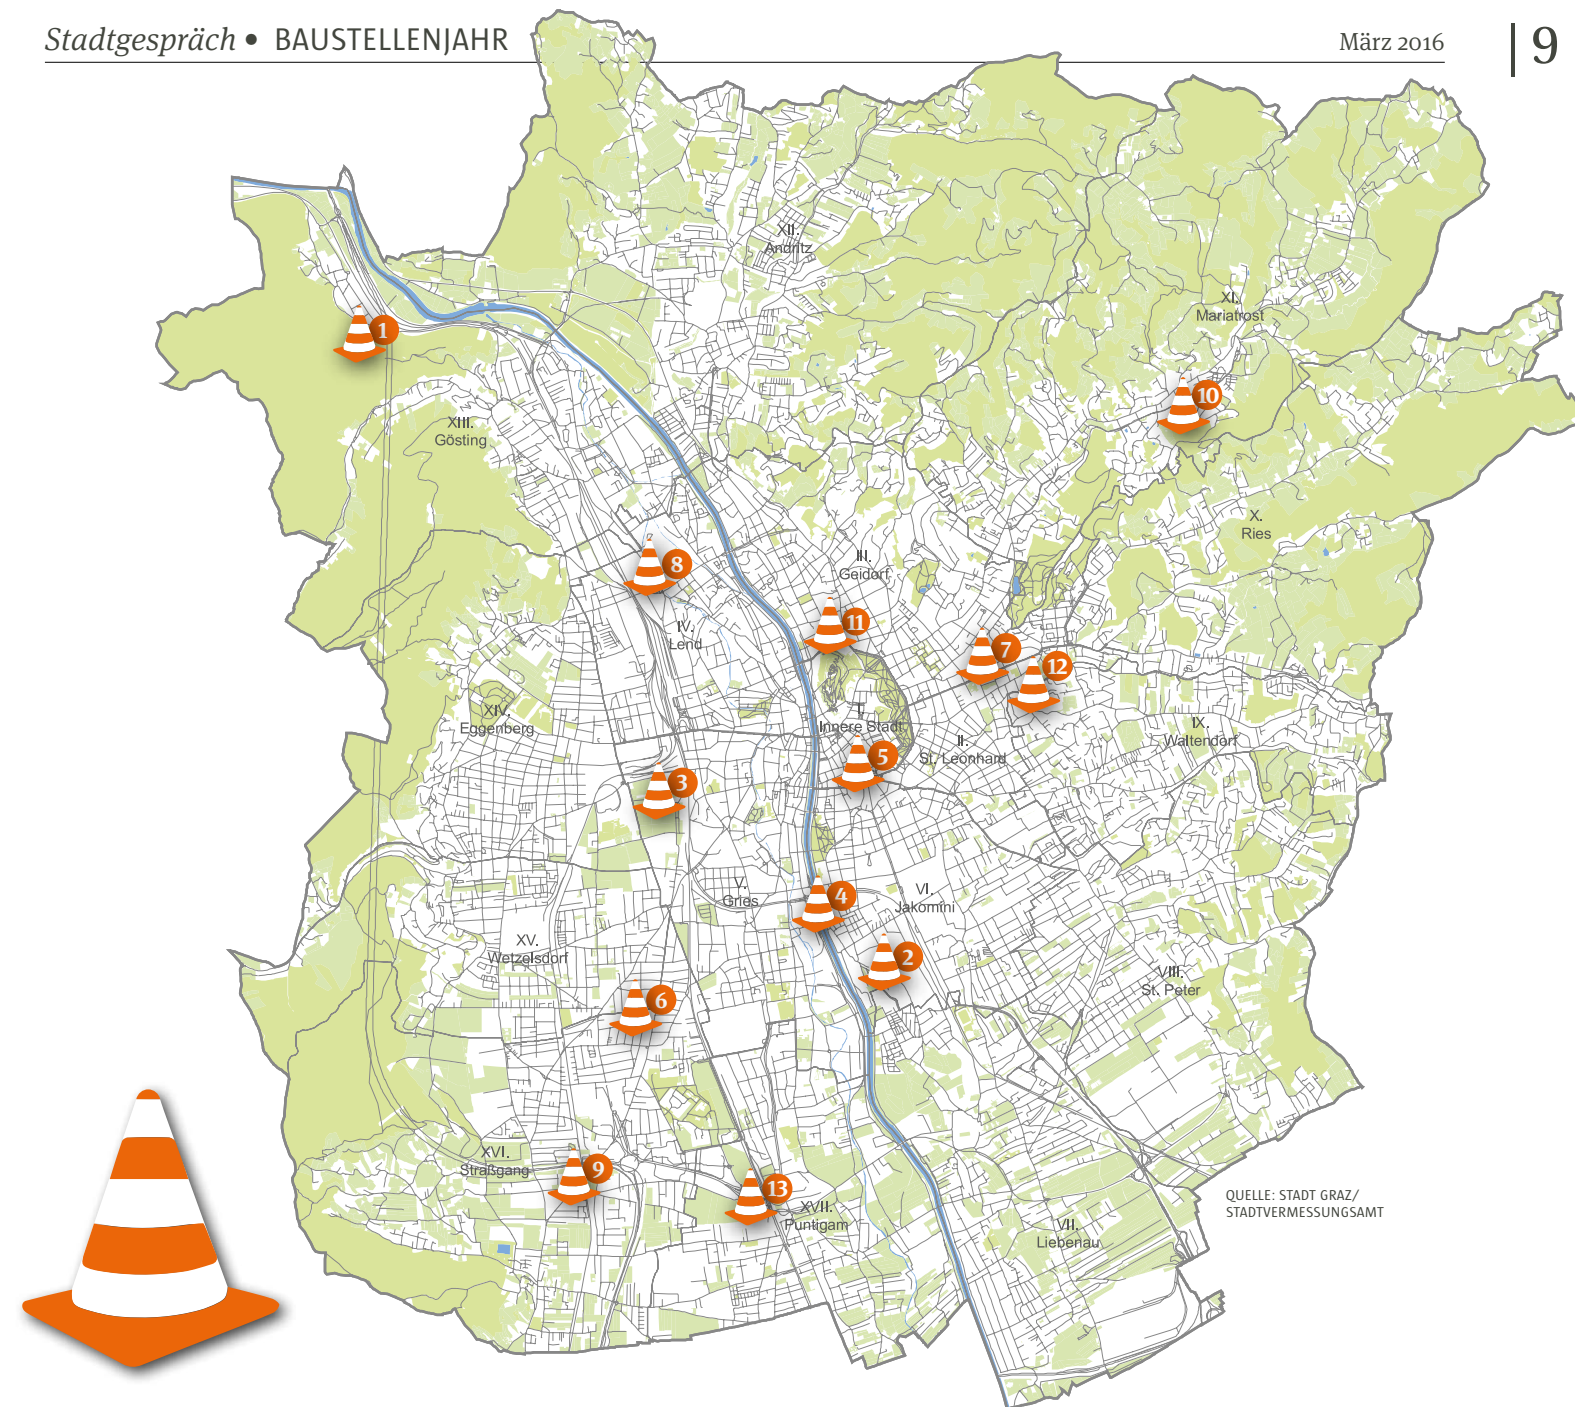 Stadtgespräch • BAUSTELLENJAHR
März 2016
| 9
XII.
Andritz
XI.
Mariatrost
1
10
XIII.
Gösting
X.
Ries
III.
Geidorf
8
11
IV.
Lend
7
12
XIV.
Eggenberg
I.
Innere Stadt
IX.
Waltendorf
II.
St. Leonhard
5
3
V.
Gries
4
VI.
Jakomini
XV.
Wetzelsdorf
2
VIII.
St. Peter
6
XVI.
Straßgang
9
13
XVII.
Puntigam
VII.
Liebenau
QUELLE: STADT GRAZ/
STADTVERMESSUNGSAMT